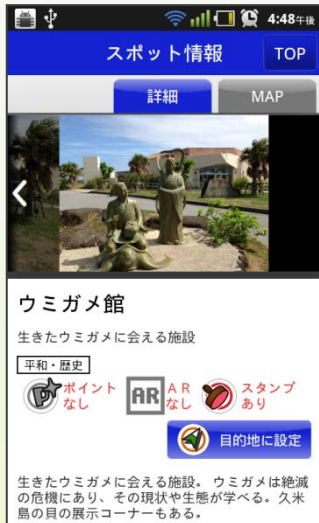 4:48午後
スポット情報
TOP
詳細
MAP
ウミガメ館
生きたウミガメに会える施設
平和・歴史
P
ポイント
なし
AR
AR
なし
スタンプ
あり
目的地に設定
生きたウミガメに会える施設。 ウミガメは絶滅
の危機にあり、その現状や生態が学べる。久米
島の貝の展示コーナーもある。